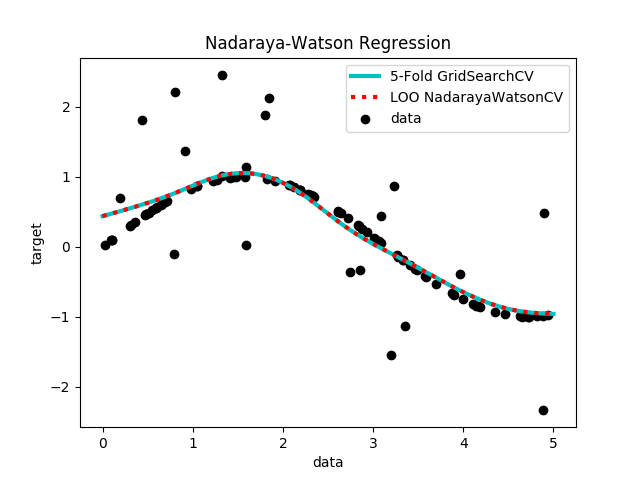 Nadaraya-Watson Regression
5-Fold GridSearchCV
LOO NadarayaWatsonCV
data
2
1
0
−1
−2
target
0 1 2 3 4 5
data